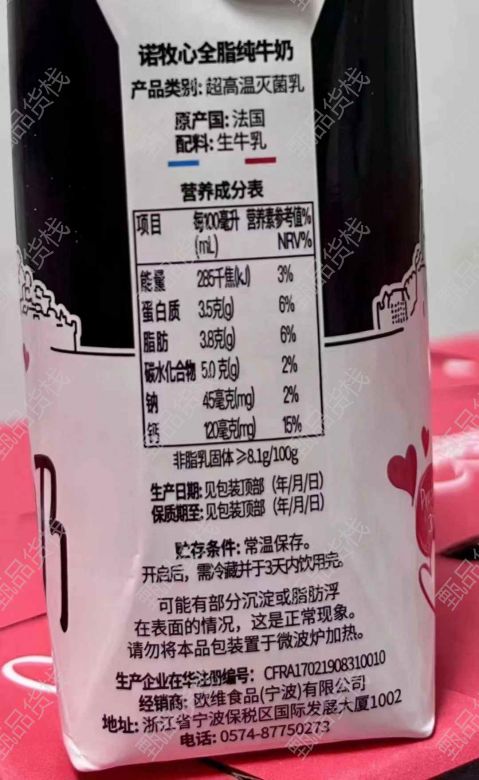 诺牧心全脂纯牛奶
产品类别: 超高温灭菌乳
原产国: 法国
配料: 生牛乳
营养成分表
项目 每100毫升(mL) 营养素参考值% NRV%
能量 285千焦(kJ) 3%
蛋白质 3.5克(g) 6%
脂肪 3.8克(g) 6%
碳水化合物 5.0克(g) 2%
钠 45毫克(mg) 2%
钙 120毫克(mg) 15%
非脂乳固体 ≥8.1g/100g
生产日期: 见包装顶部 (年/月/日)
保质期至: 见包装顶部 (年/月/日)
贮存条件: 常温保存。
开启后，需冷藏并于3天内饮用完。
可能有部分沉淀或脂肪浮
在表面的情况，这是正常现象。
请勿将本品包装置于微波炉加热。
生产企业在华注册编号: CFRA17021908310010
经销商: 欧维食品(宁波)有限公司
地址: 浙江省宁波保税区国际发展大厦1002
电话: 0574-87750273
甄品货栈